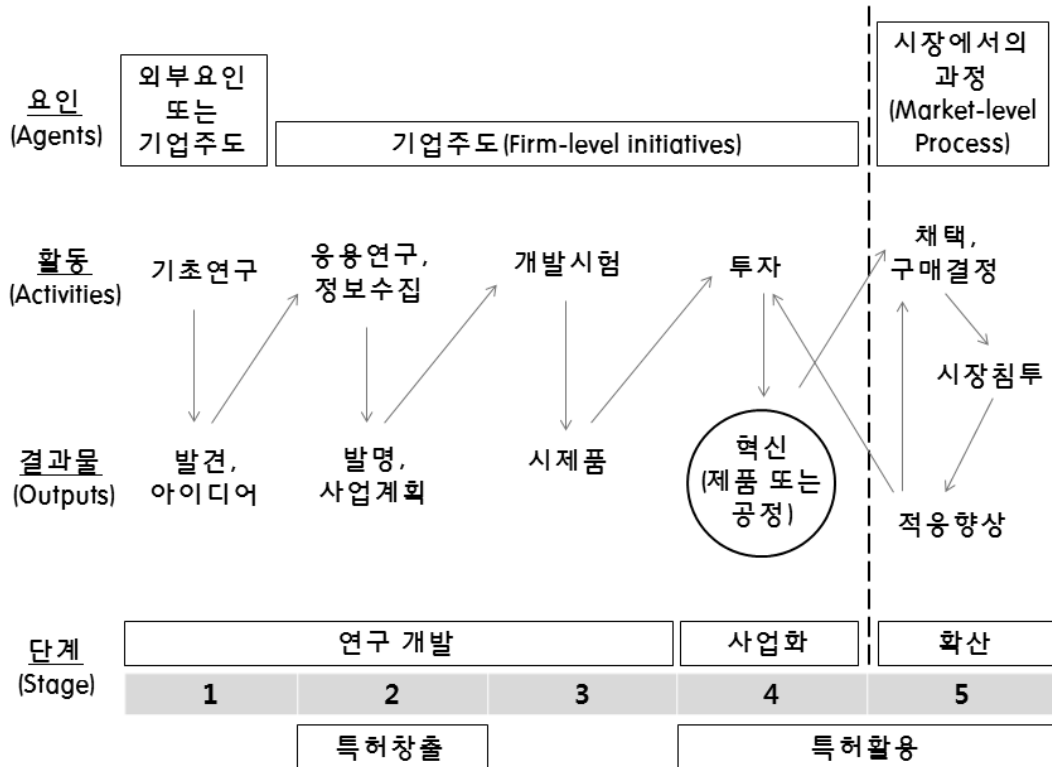 요인
(Agents)
외부요인
또는
기업주도
기업주도(Firm-level initiatives)
시장에서의
과정
(Market-level
Process)
활동
(Activities)
기초연구
응용연구,
정보수집
개발시험
투자
채택,
구매결정
시장침투
결과물
(Outputs)
발견,
아이디어
발명,
사업계획
시제품
혁신
(제품 또는
공정)
적응향상
단계
(Stage)
연구 개발
사업화
확산
1 2 3 4 5
특허창출
특허활용